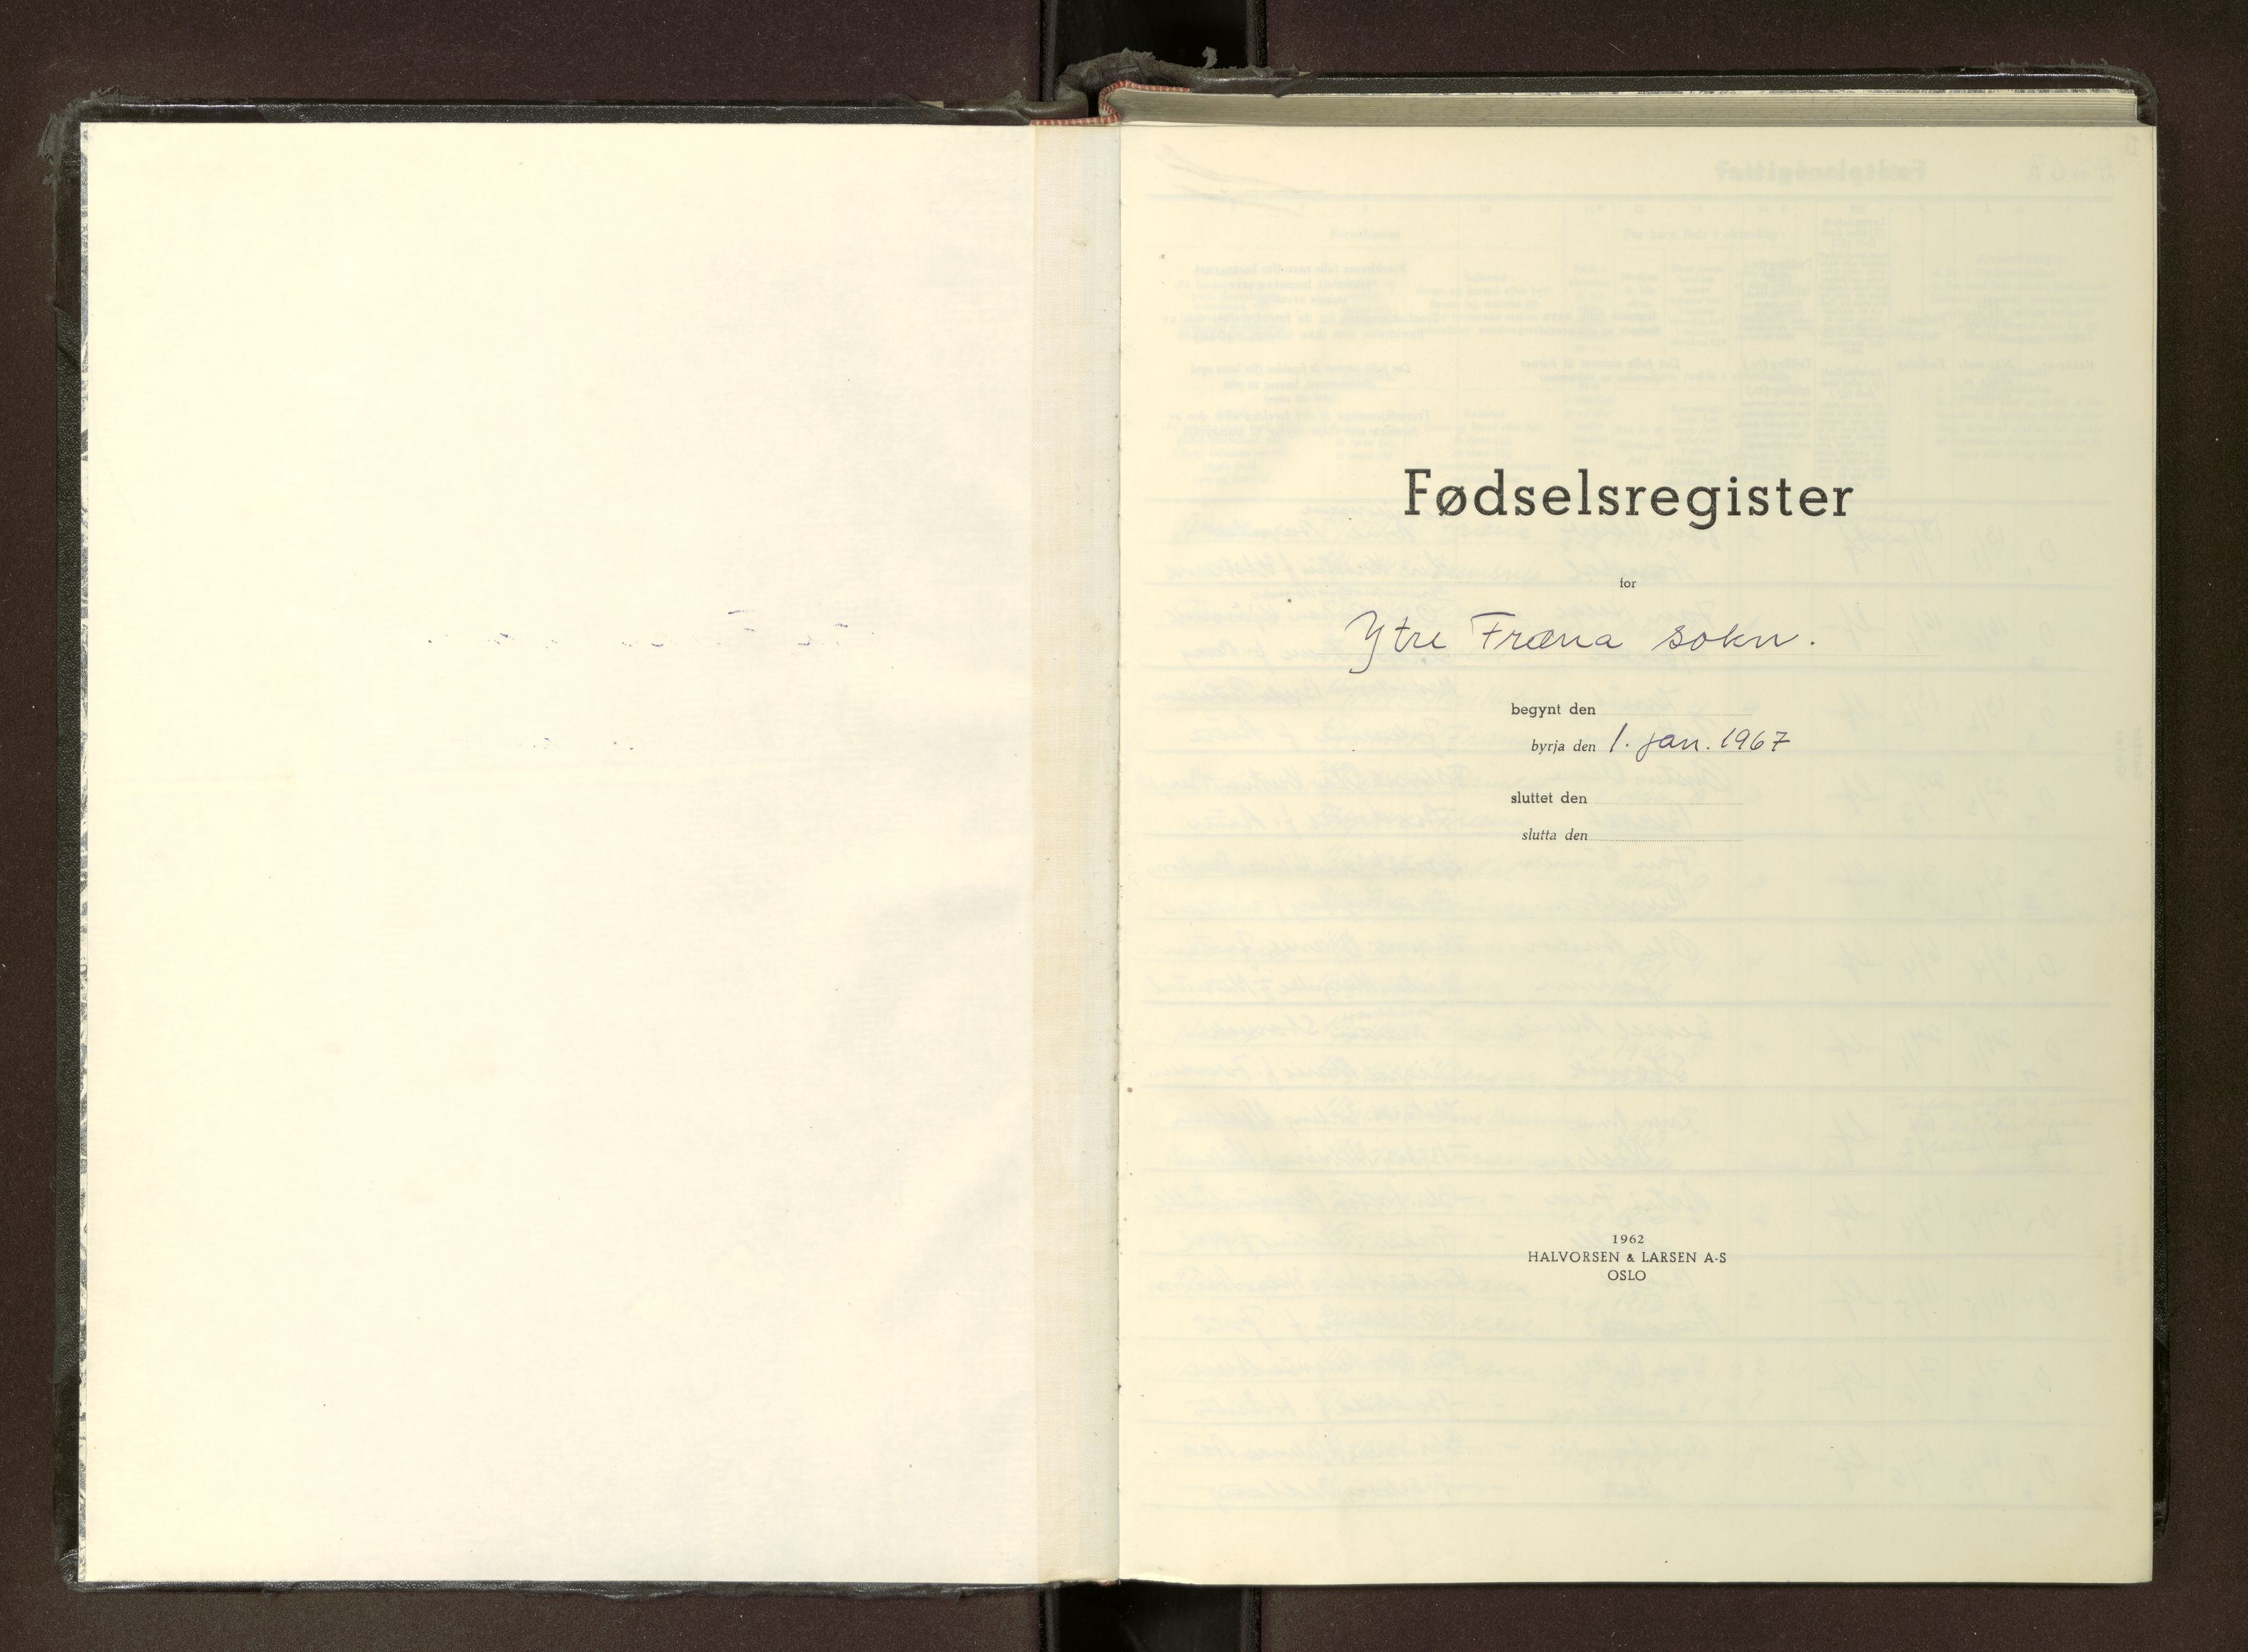 Fødselsregister
for
Ytre Fræna sokn.
begynt den
byrja den 1. jan. 1967
sluttet den
slutta den
1962
HALVORSEN & LARSEN A-S
OSLO